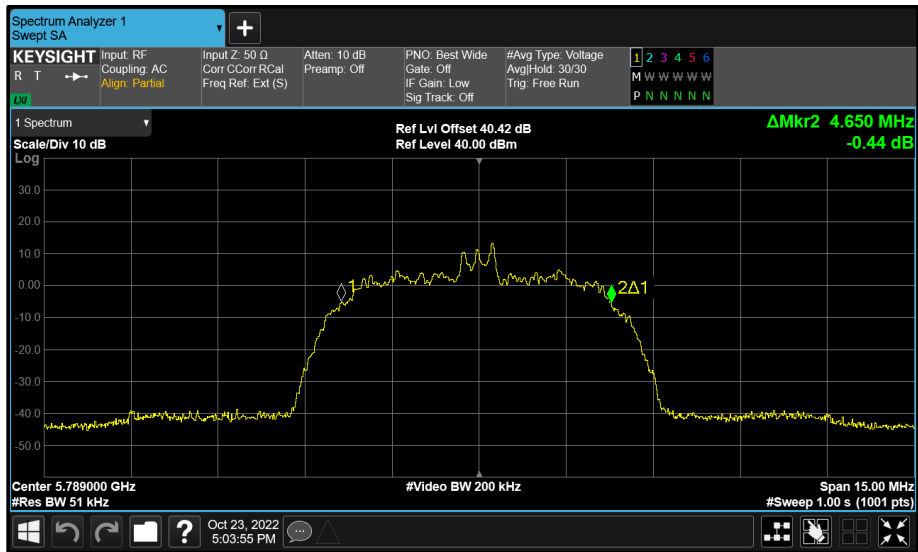 Spectrum Analyzer 1
Swept SA
+
KEYSIGHT
R T
LXI
Input: RF
Coupling: AC
Align: Partial
Input Z: 50 Ω
Corr CCorr RCal
Freq Ref: Ext (S)
Atten: 10 dB
Preamp: Off
PNO: Best Wide
Gate: Off
IF Gain: Low
Sig Track: Off
#Avg Type: Voltage
Avg|Hold: 30/30
Trig: Free Run
1 2 3 4 5 6
M W W W W W
P N N N N N
1 Spectrum
Scale/Div 10 dB
Log
Ref Lvl Offset 40.42 dB
Ref Level 40.00 dBm
ΔMkr2 4.650 MHz
-0.44 dB
30.0
20.0
10.0
0.00
-10.0
-20.0
-30.0
-40.0
-50.0
1
2Δ1
Center 5.789000 GHz
#Res BW 51 kHz
#Video BW 200 kHz
Span 15.00 MHz
#Sweep 1.00 s (1001 pts)
?
Oct 23, 2022
5:03:55 PM